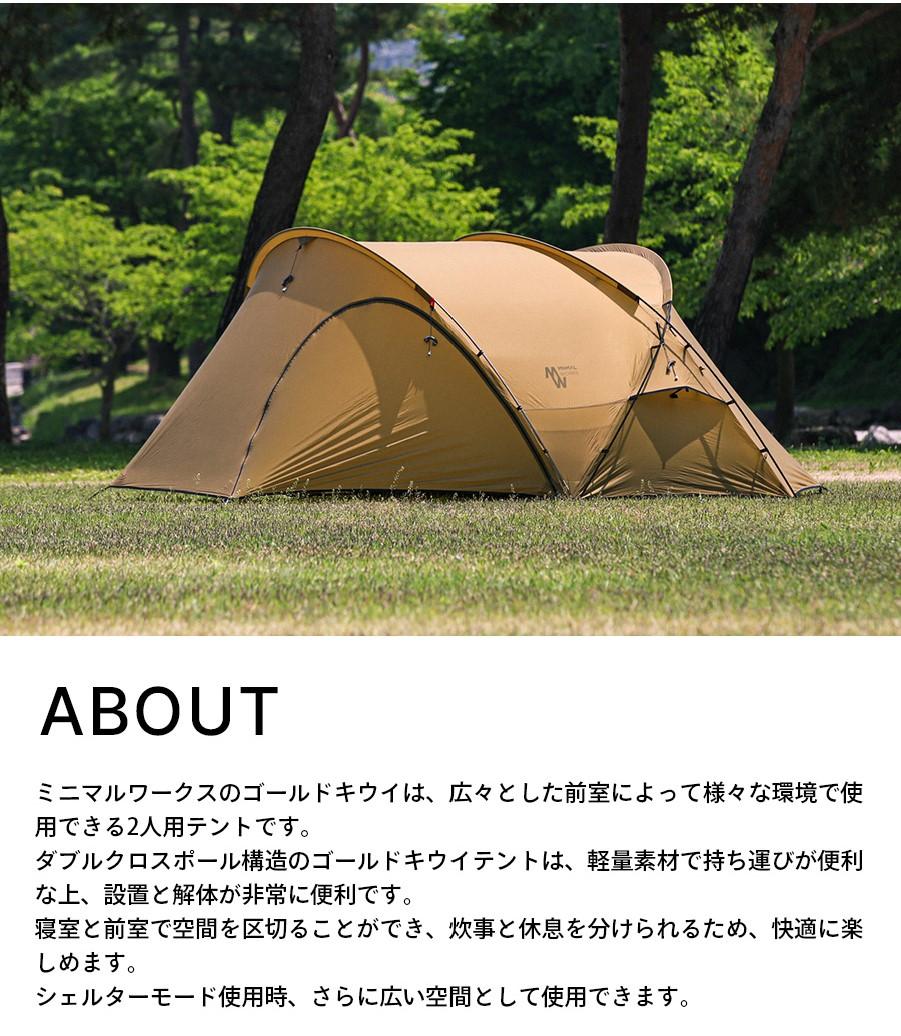 MINIMAL
WORKS
ABOUT
ミニマルワークスのゴールドキウイは、広々とした前室によって様々な環境で使
用できる2人用テントです。
ダブルクロスポール構造のゴールドキウイテントは、軽量素材で持ち運びが便利
な上、設置と解体が非常に便利です。
寝室と前室で空間を区切ることができ、炊事と休息を分けられるため、快適に楽
しめます。
シェルターモード使用時、さらに広い空間として使用できます。